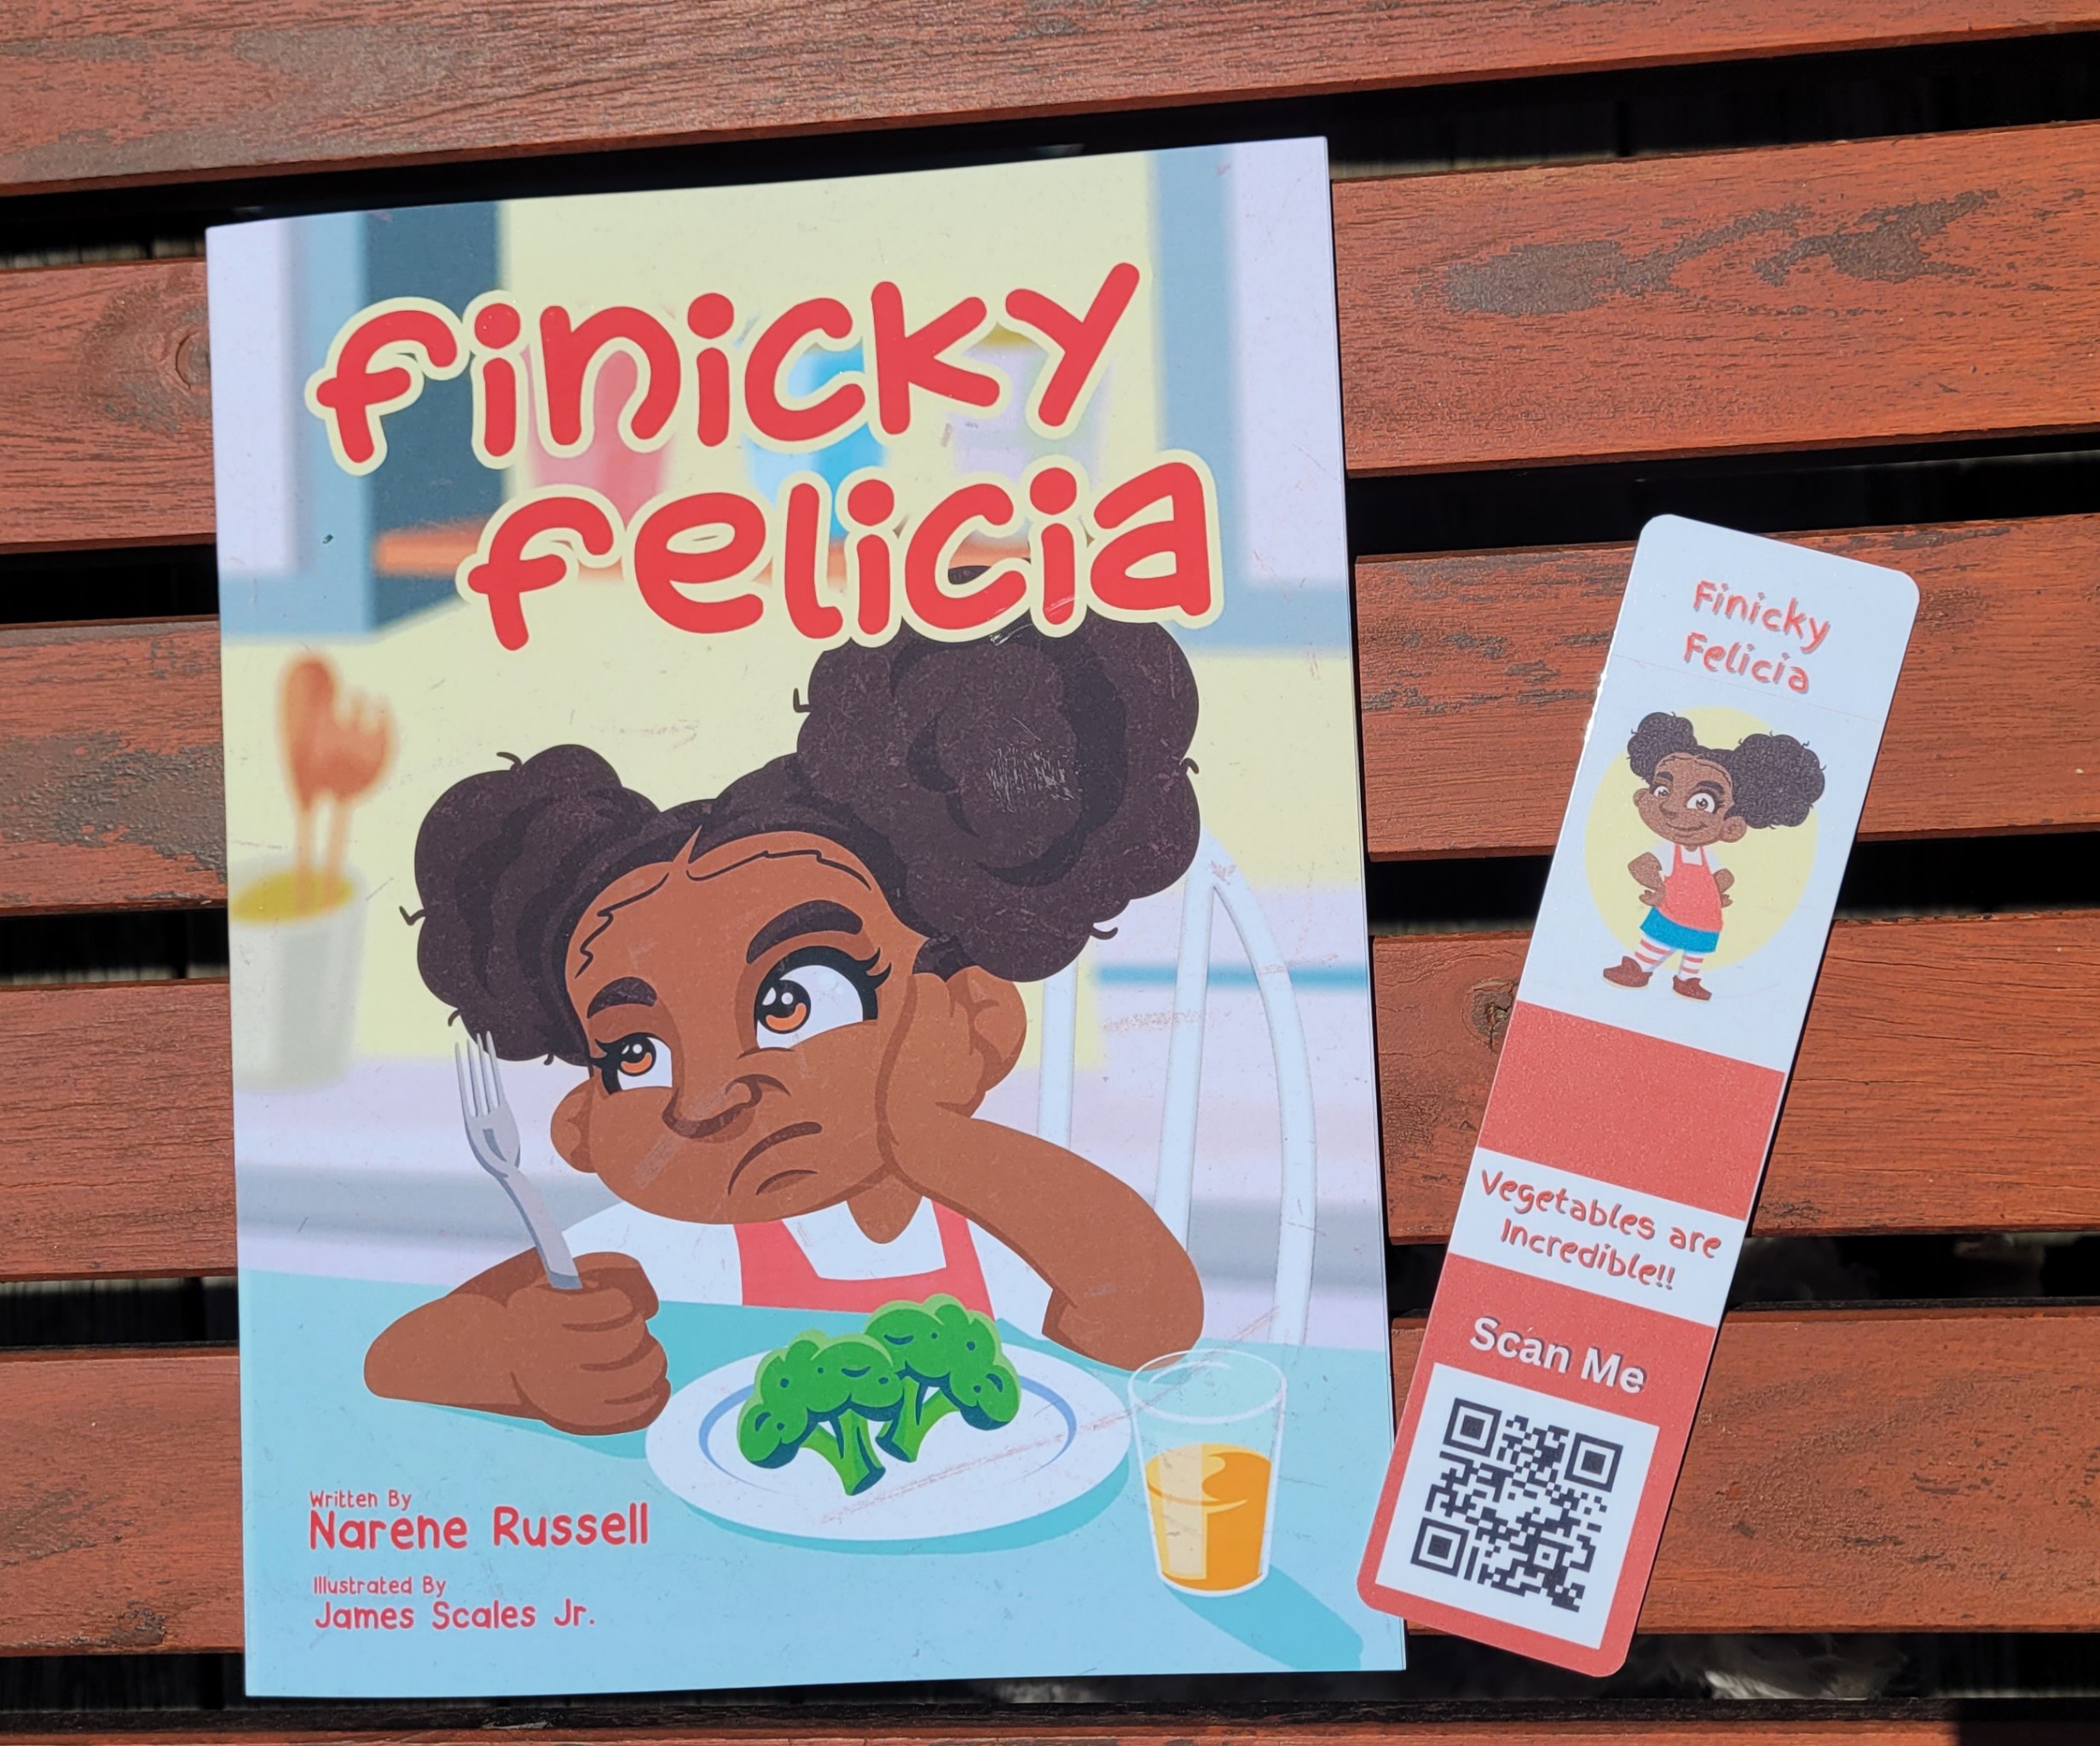 Finicky
Felicia
Written By
Narene Russell
Illustrated By
James Scales Jr.
Finicky
Felicia
Vegetables are
Incredible!!
Scan Me